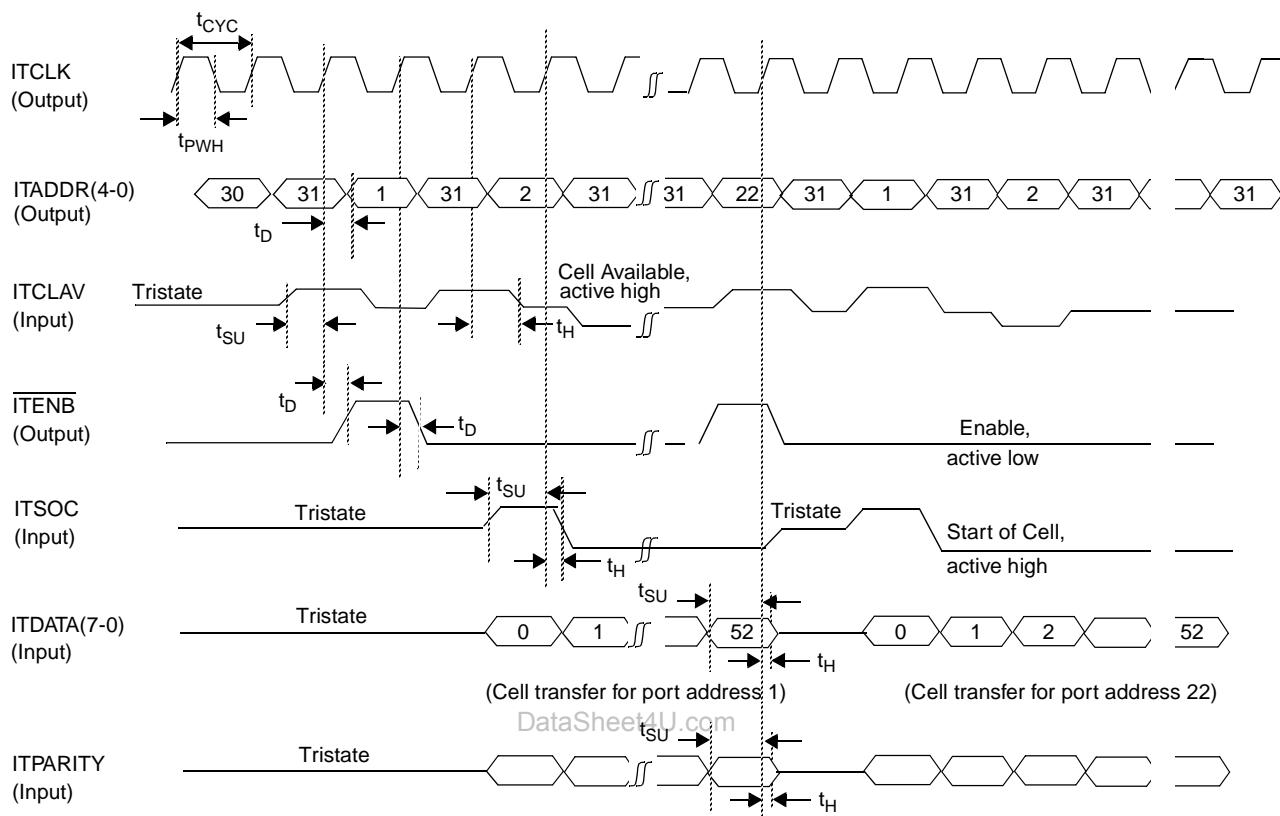 tCYC
ITCLK
(Output)
tPWH
ITADDR(4-0)
(Output)
30 31 1 31 2 31 31 22 31 1 31 2 31 31
tD
ITCLAV
(Input)
Tristate
Cell Available,
active high
tSU
tH
ITENB
(Output)
tD
tD
Enable,
active low
ITSOC
(Input)
Tristate
tSU
tH
Tristate
Start of Cell,
active high
ITDATA(7-0)
(Input)
Tristate
tSU
0 1 52 0 1 2 52
tH
(Cell transfer for port address 1)
(Cell transfer for port address 22)
DataSheet4U.com
ITPARITY
(Input)
Tristate
tSU
tH